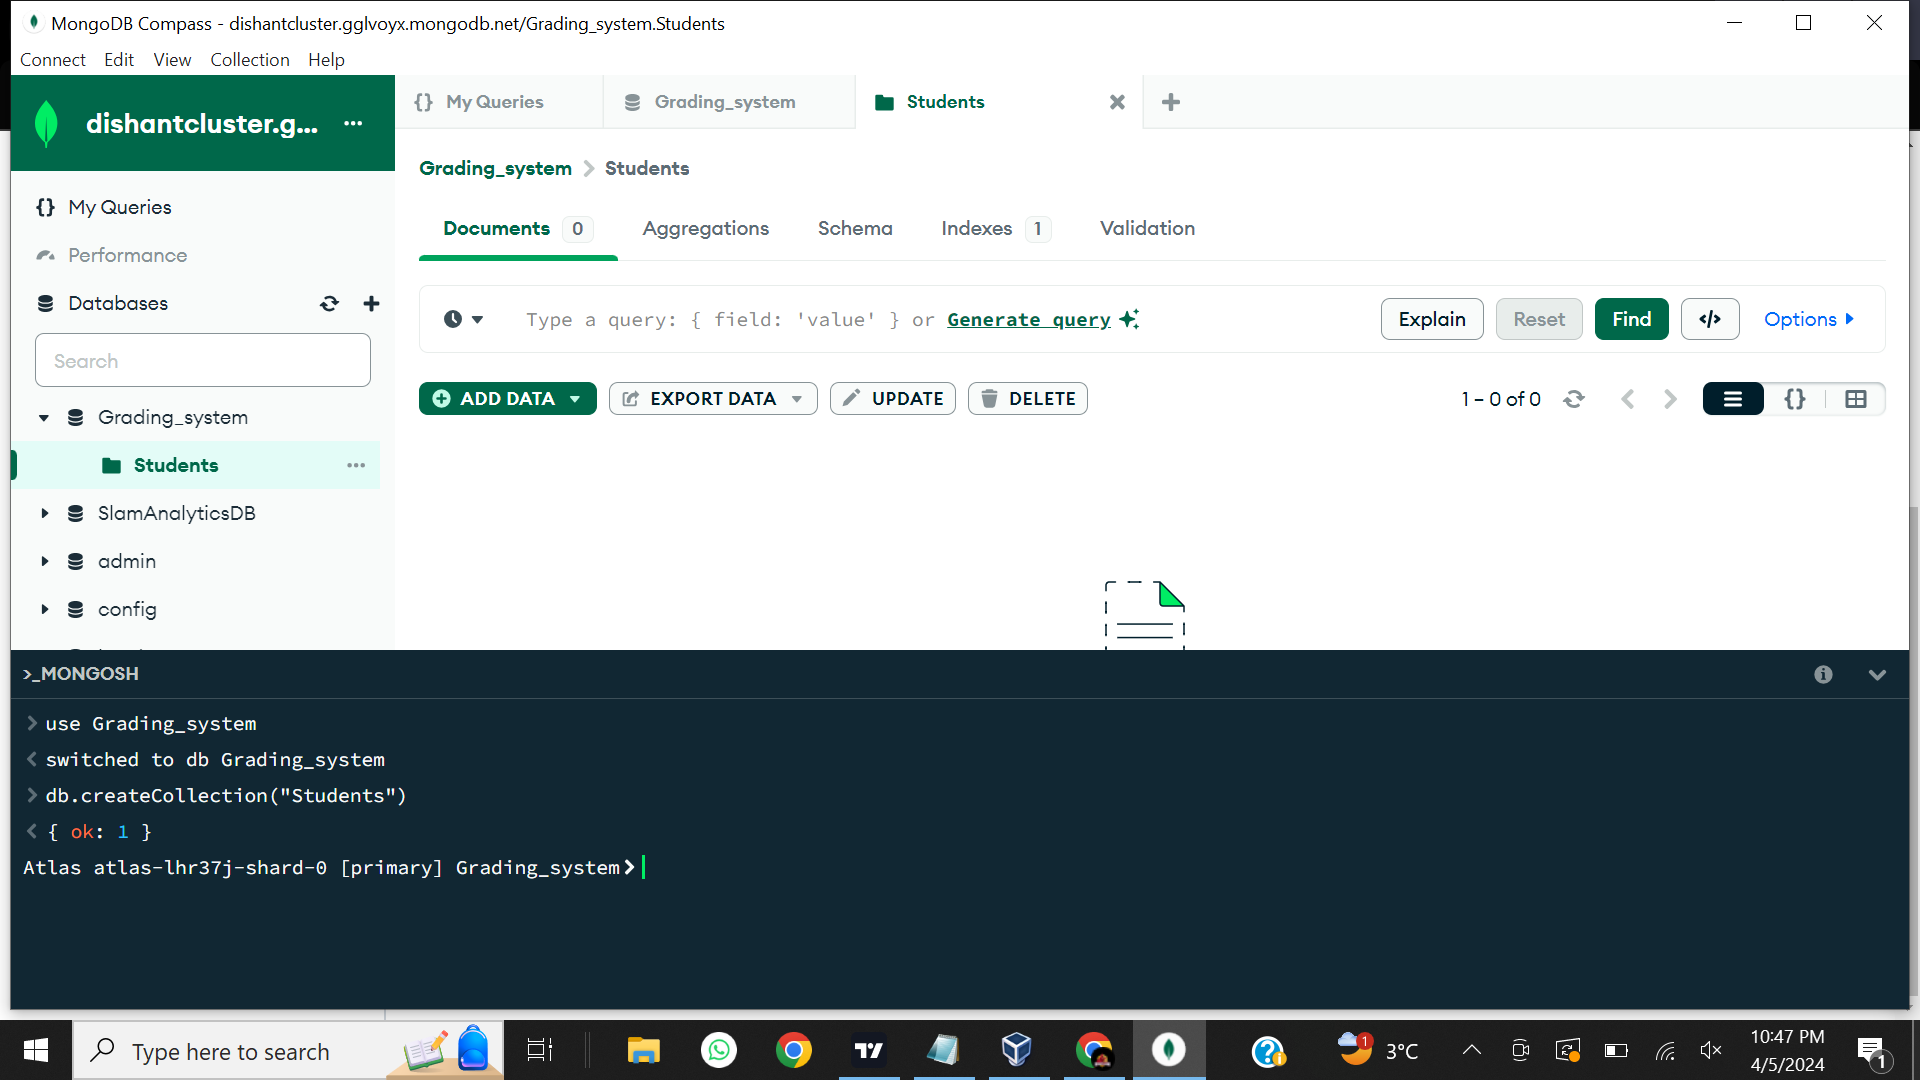 MongoDB Compass - dishantcluster.gglvoyx.mongodb.net/Grading_system.Students
Connect Edit View Collection Help
dishantcluster.g... ...
{} My Queries
Grading_system
Students
Grading_system > Students
My Queries
Performance
Databases
Search
Grading_system
Students
SlamAnalyticsDB
admin
config
Documents 0
Aggregations
Schema
Indexes 1
Validation
Type a query: { field: 'value' } or Generate query
Explain
Reset
Find
</>
Options
ADD DATA
EXPORT DATA
UPDATE
DELETE
1 – 0 of 0
{}
>_MONGOSH
> use Grading_system
< switched to db Grading_system
> db.createCollection("Students")
< { ok: 1 }
Atlas atlas-lhr37j-shard-0 [primary] Grading_system>
Type here to search
1
3°C
10:47 PM
4/5/2024
1